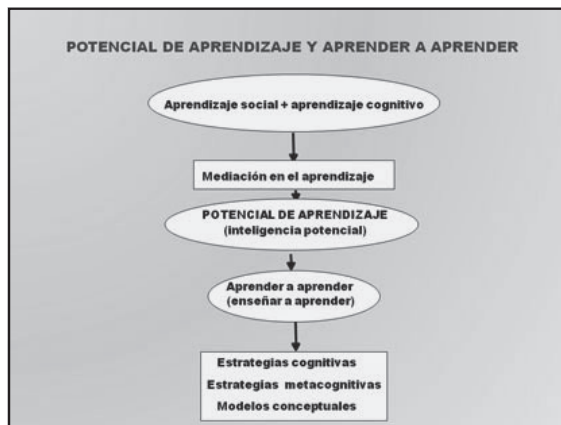 POTENCIAL DE APRENDIZAJE Y APRENDER A APRENDER
Aprendizaje social + aprendizaje cognitivo
Mediación en el aprendizaje
POTENCIAL DE APRENDIZAJE
(inteligencia potencial)
Aprender a aprender
(enseñar a aprender)
Estrategias cognitivas
Estrategias metacognitivas
Modelos conceptuales